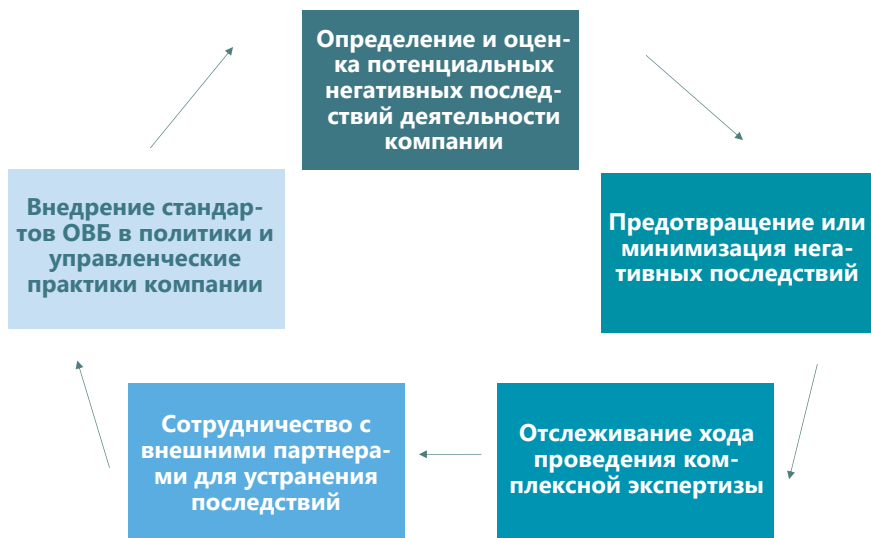 Определение и оцен-
ка потенциальных
негативных послед-
ствий деятельности
компании
Предотвращение или
минимизация нега-
тивных последствий
Отслеживание хода
проведения ком-
плексной экспертизы
Сотрудничество с
внешними партнера-
ми для устранения
последствий
Внедрение стандар-
тов ОВБ в политики и
управленческие
практики компании